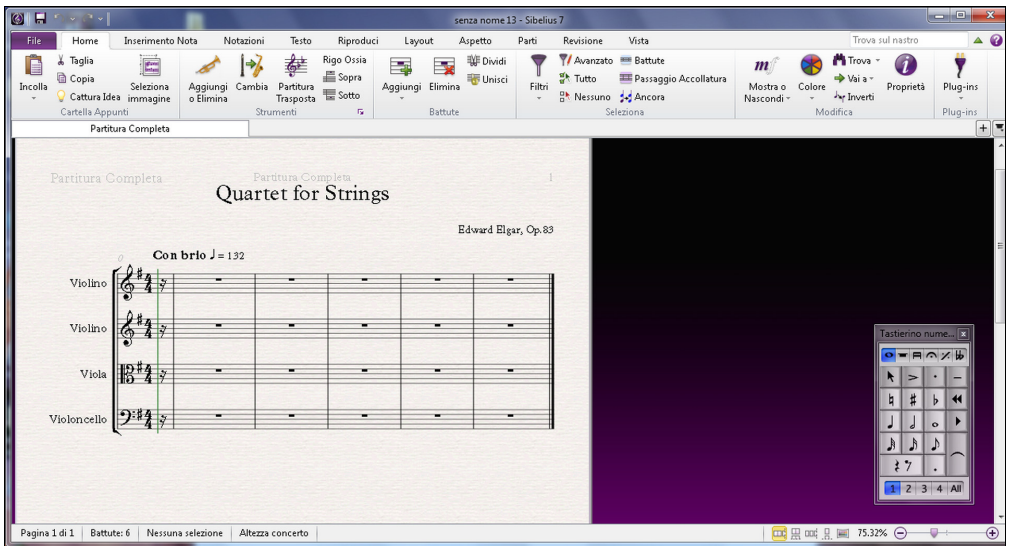 senza nome 13 - Sibelius 7
File Home Inserimento Nota Notazioni Testo Riproduci Layout Aspetto Parti Revisione Vista Trova sul nastro
Incolla
Taglia
Copia
Cattura Idea
Seleziona immagine
Cartella Appunti
Aggiungi o Elimina
Cambia
Partitura Trasposta
Rigo Ossia
Sopra
Sotto
Strumenti
Aggiungi
Elimina
Dividi
Unisci
Battute
Filtri
Avanzato
Tutto
Nessuno
Battute
Passaggio Accollatura
Ancora
Seleziona
Mostra o Nascondi
Colore
Trova
Vai a
Inverti
Proprietà
Modifica
Plug-ins
Plug-ins
Partitura Completa
Partitura Completa Partitura Completa 1
Quartet for Strings
Edward Elgar, Op.83
0
Con brio ♩ = 132
Violino
Violino
Viola
Violoncello
Tastierino nume...
1 2 3 4 All
Pagina 1 di 1 Battute: 6 Nessuna selezione Altezza concerto 75.32%